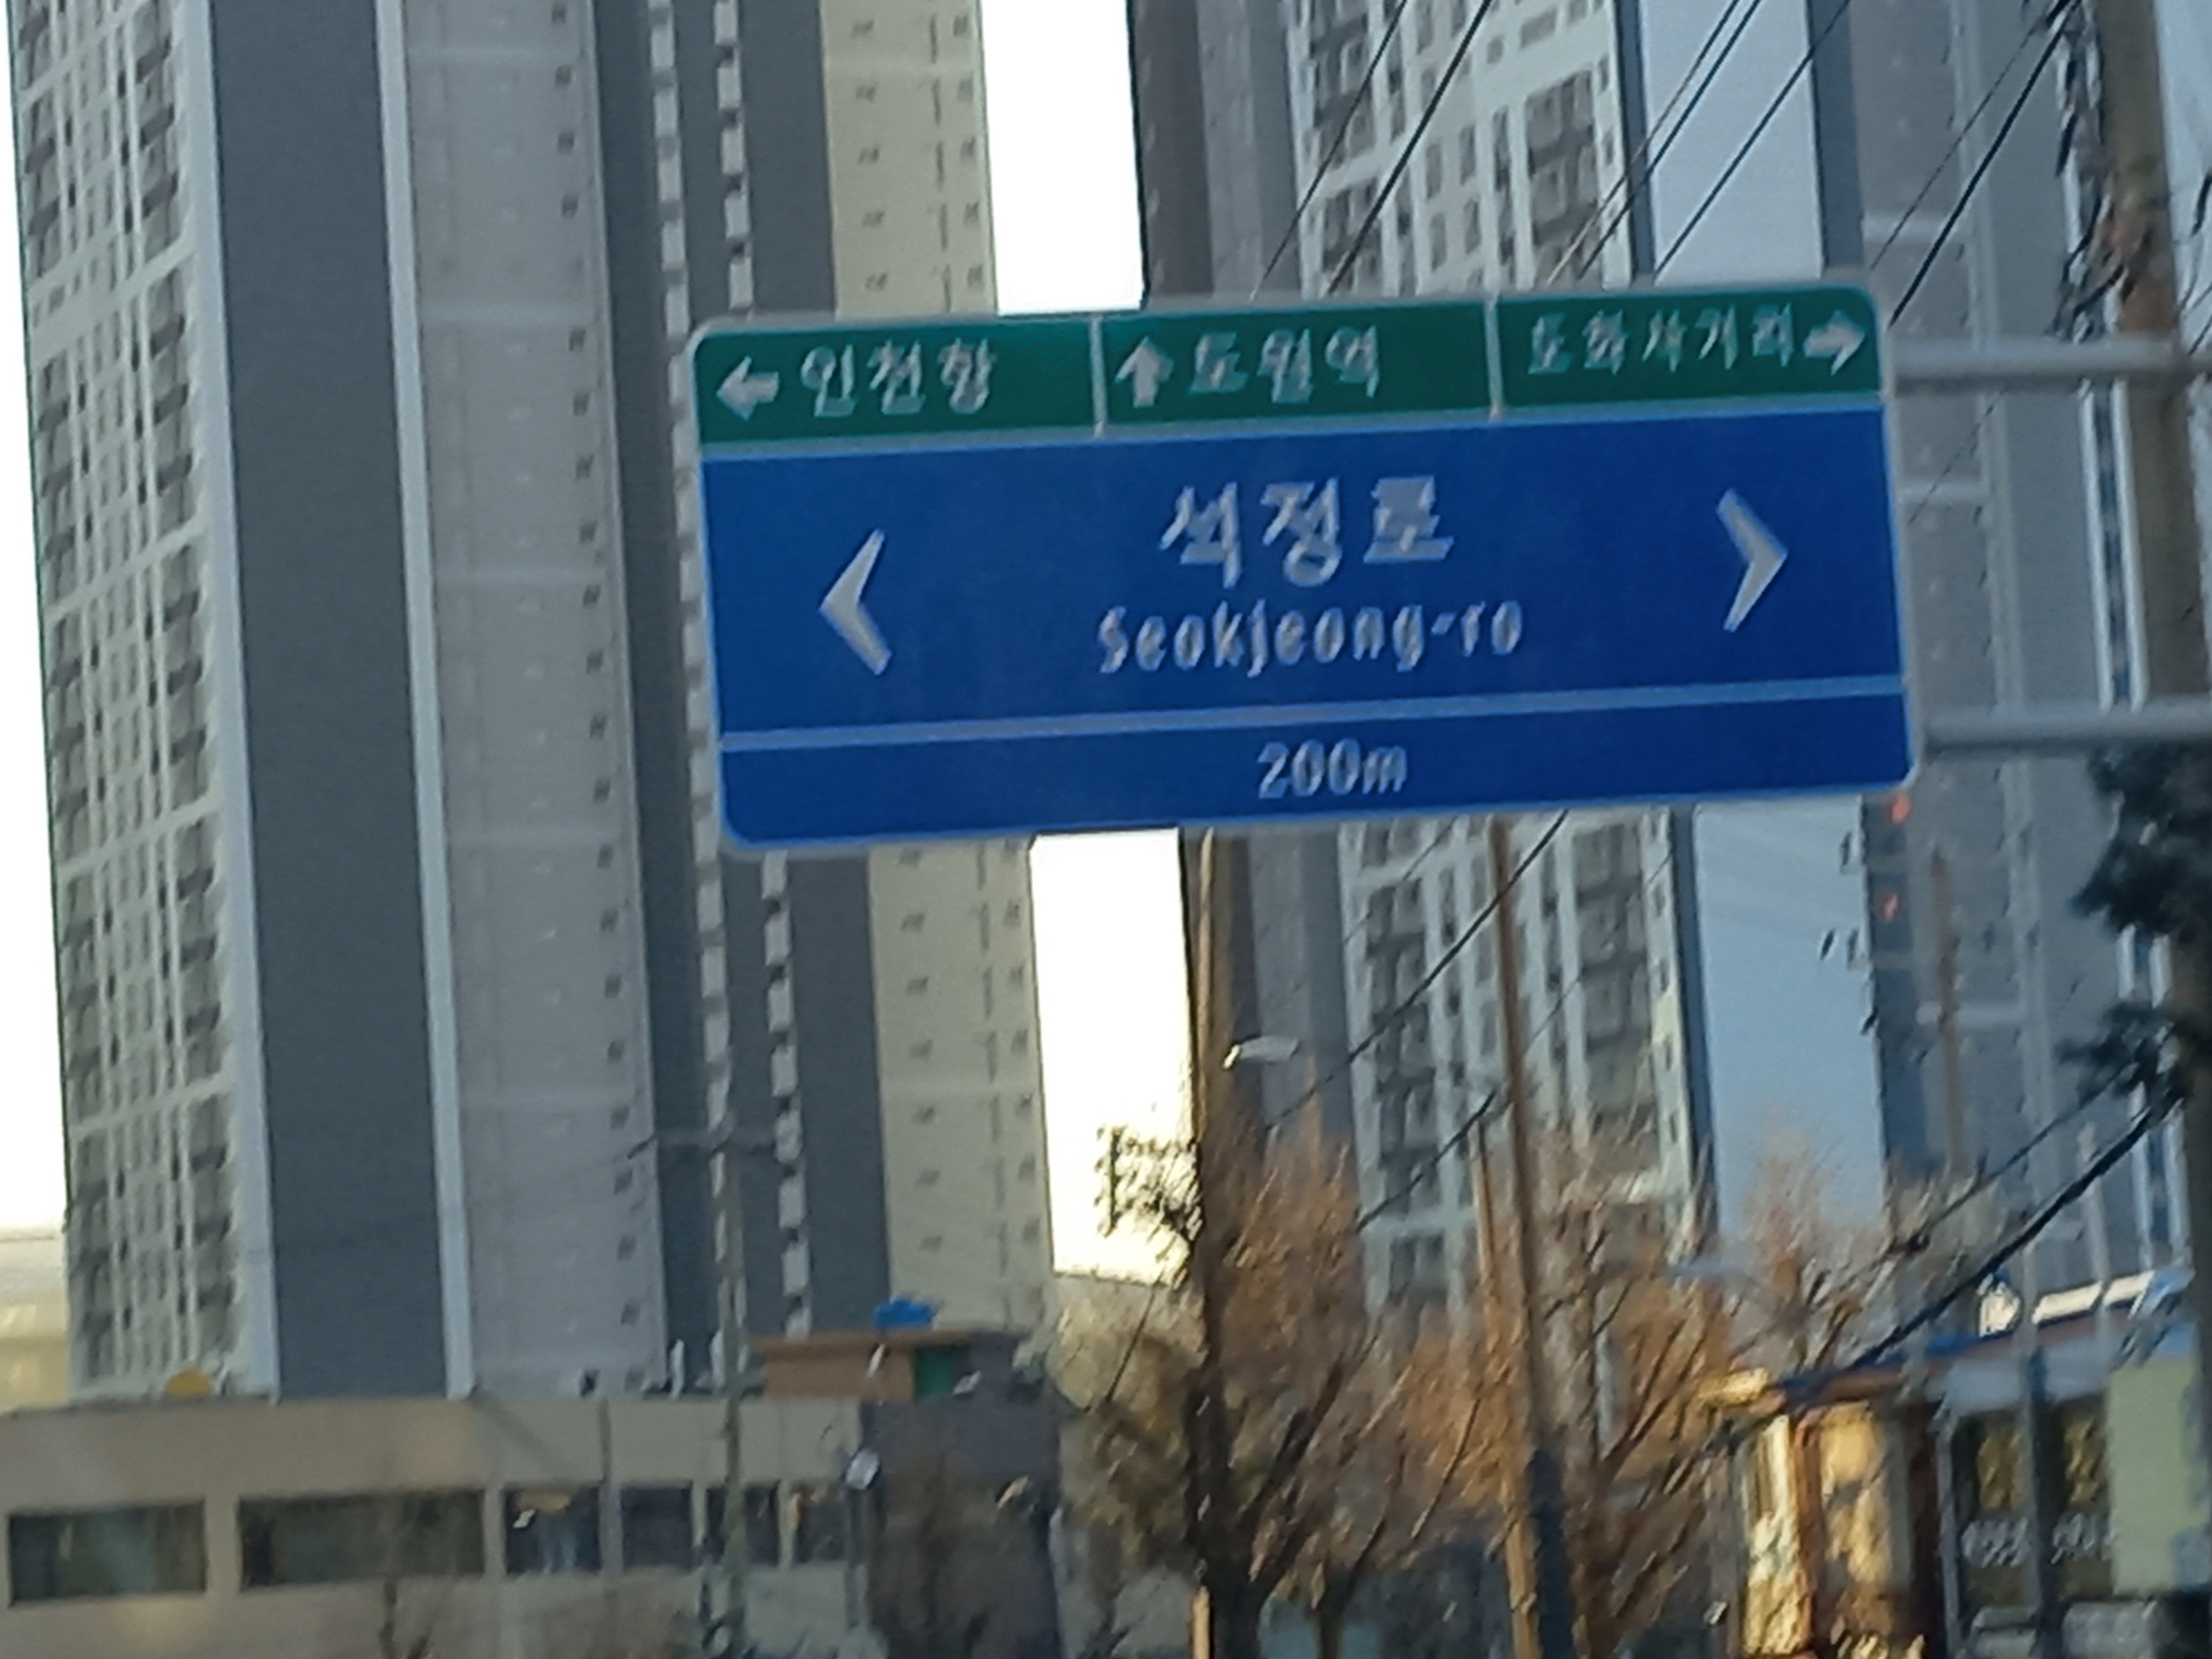 ← 인천항 ↑ 도원역 도화사거리 →
석정로
Seokjeong-ro
200m